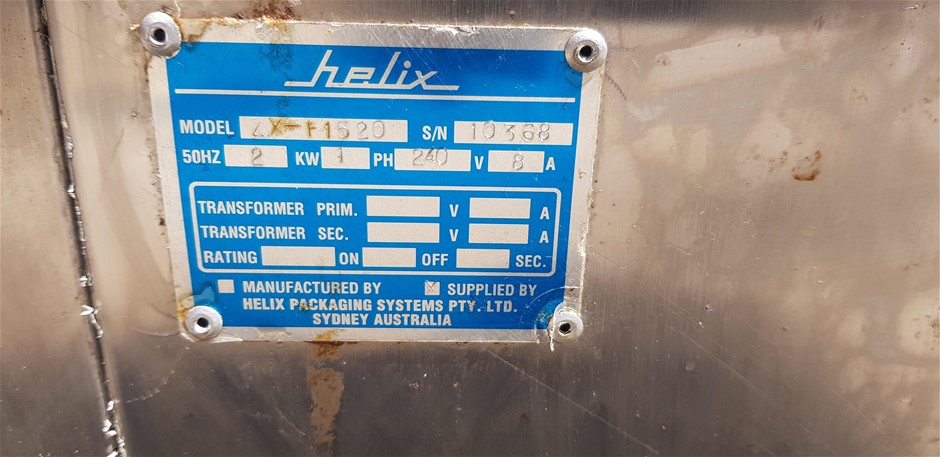 helix
MODEL ZX-F1520 S/N 10368
50HZ 2 KW 1 PH 240 V 8 A
TRANSFORMER PRIM. V A
TRANSFORMER SEC. V A
RATING ON OFF SEC.
MANUFACTURED BY SUPPLIED BY
HELIX PACKAGING SYSTEMS PTY. LTD.
SYDNEY AUSTRALIA